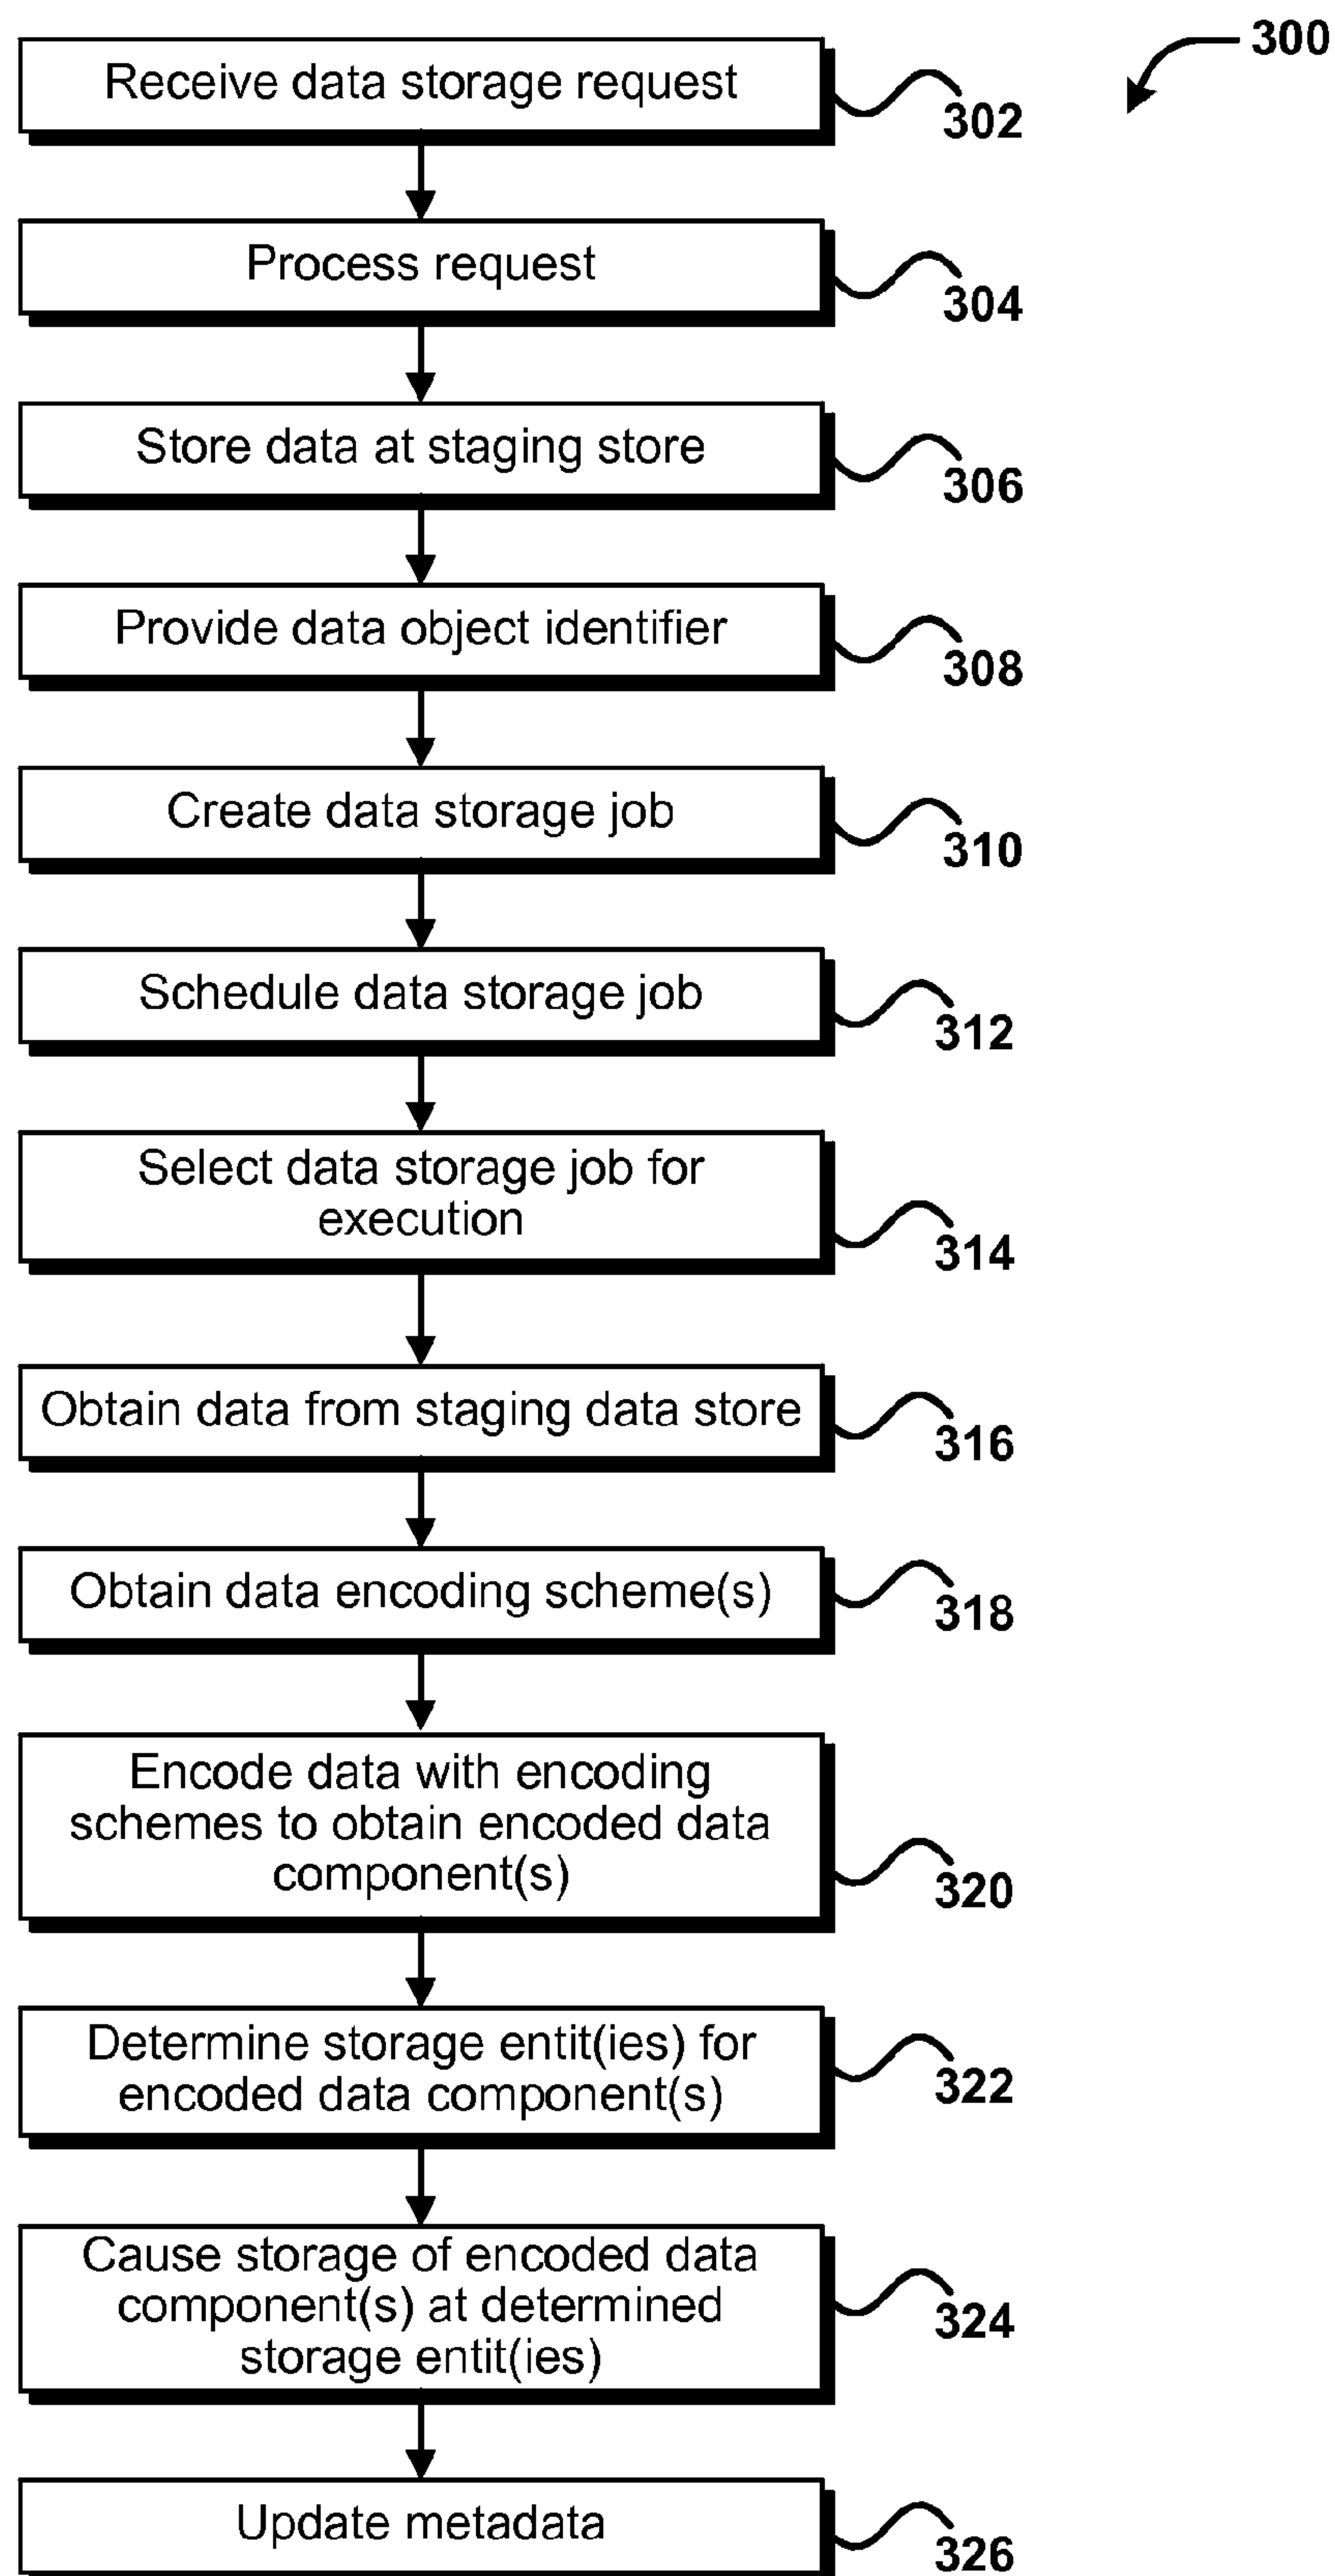 300
Receive data storage request
302
Process request
304
Store data at staging store
306
Provide data object identifier
308
Create data storage job
310
Schedule data storage job
312
Select data storage job for
execution
314
Obtain data from staging data store
316
Obtain data encoding scheme(s)
318
Encode data with encoding
schemes to obtain encoded data
component(s)
320
Determine storage entit(ies) for
encoded data component(s)
322
Cause storage of encoded data
component(s) at determined
storage entit(ies)
324
Update metadata
326